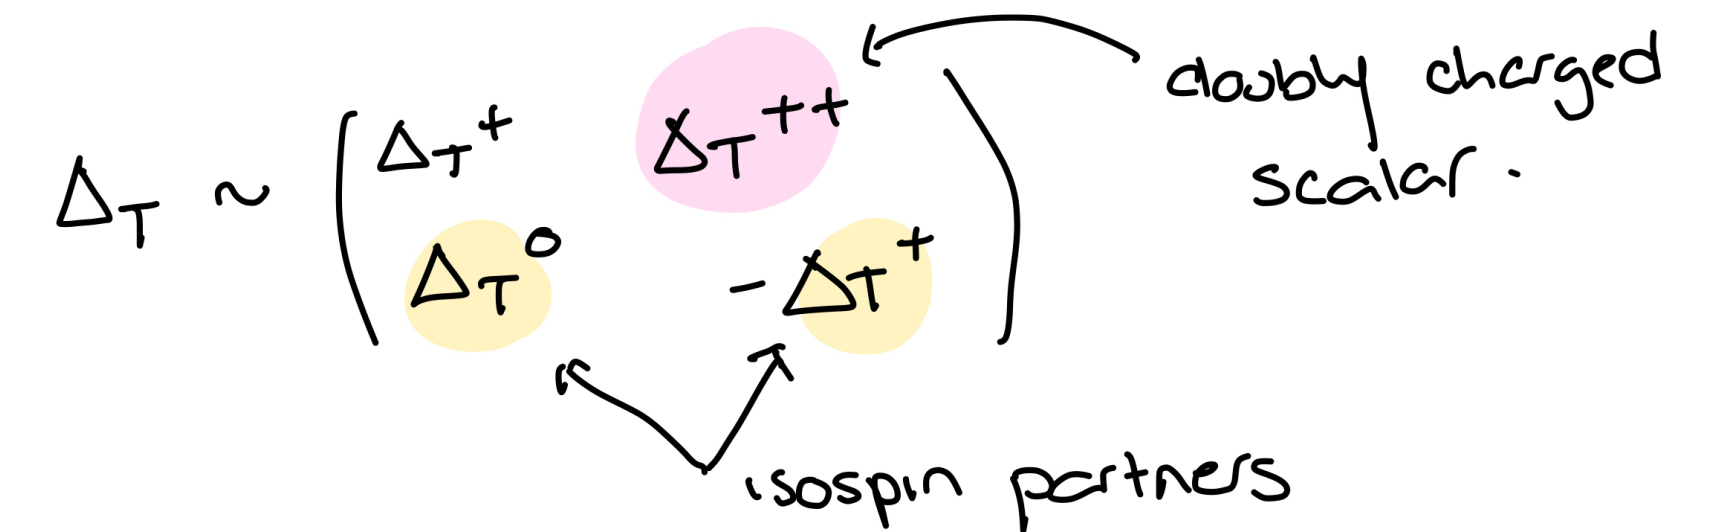 Δ_T ~ ( Δ_T^+ Δ_T^++
Δ_T^0 -Δ_T^+ )
doubly charged
scalar.
isospin partners